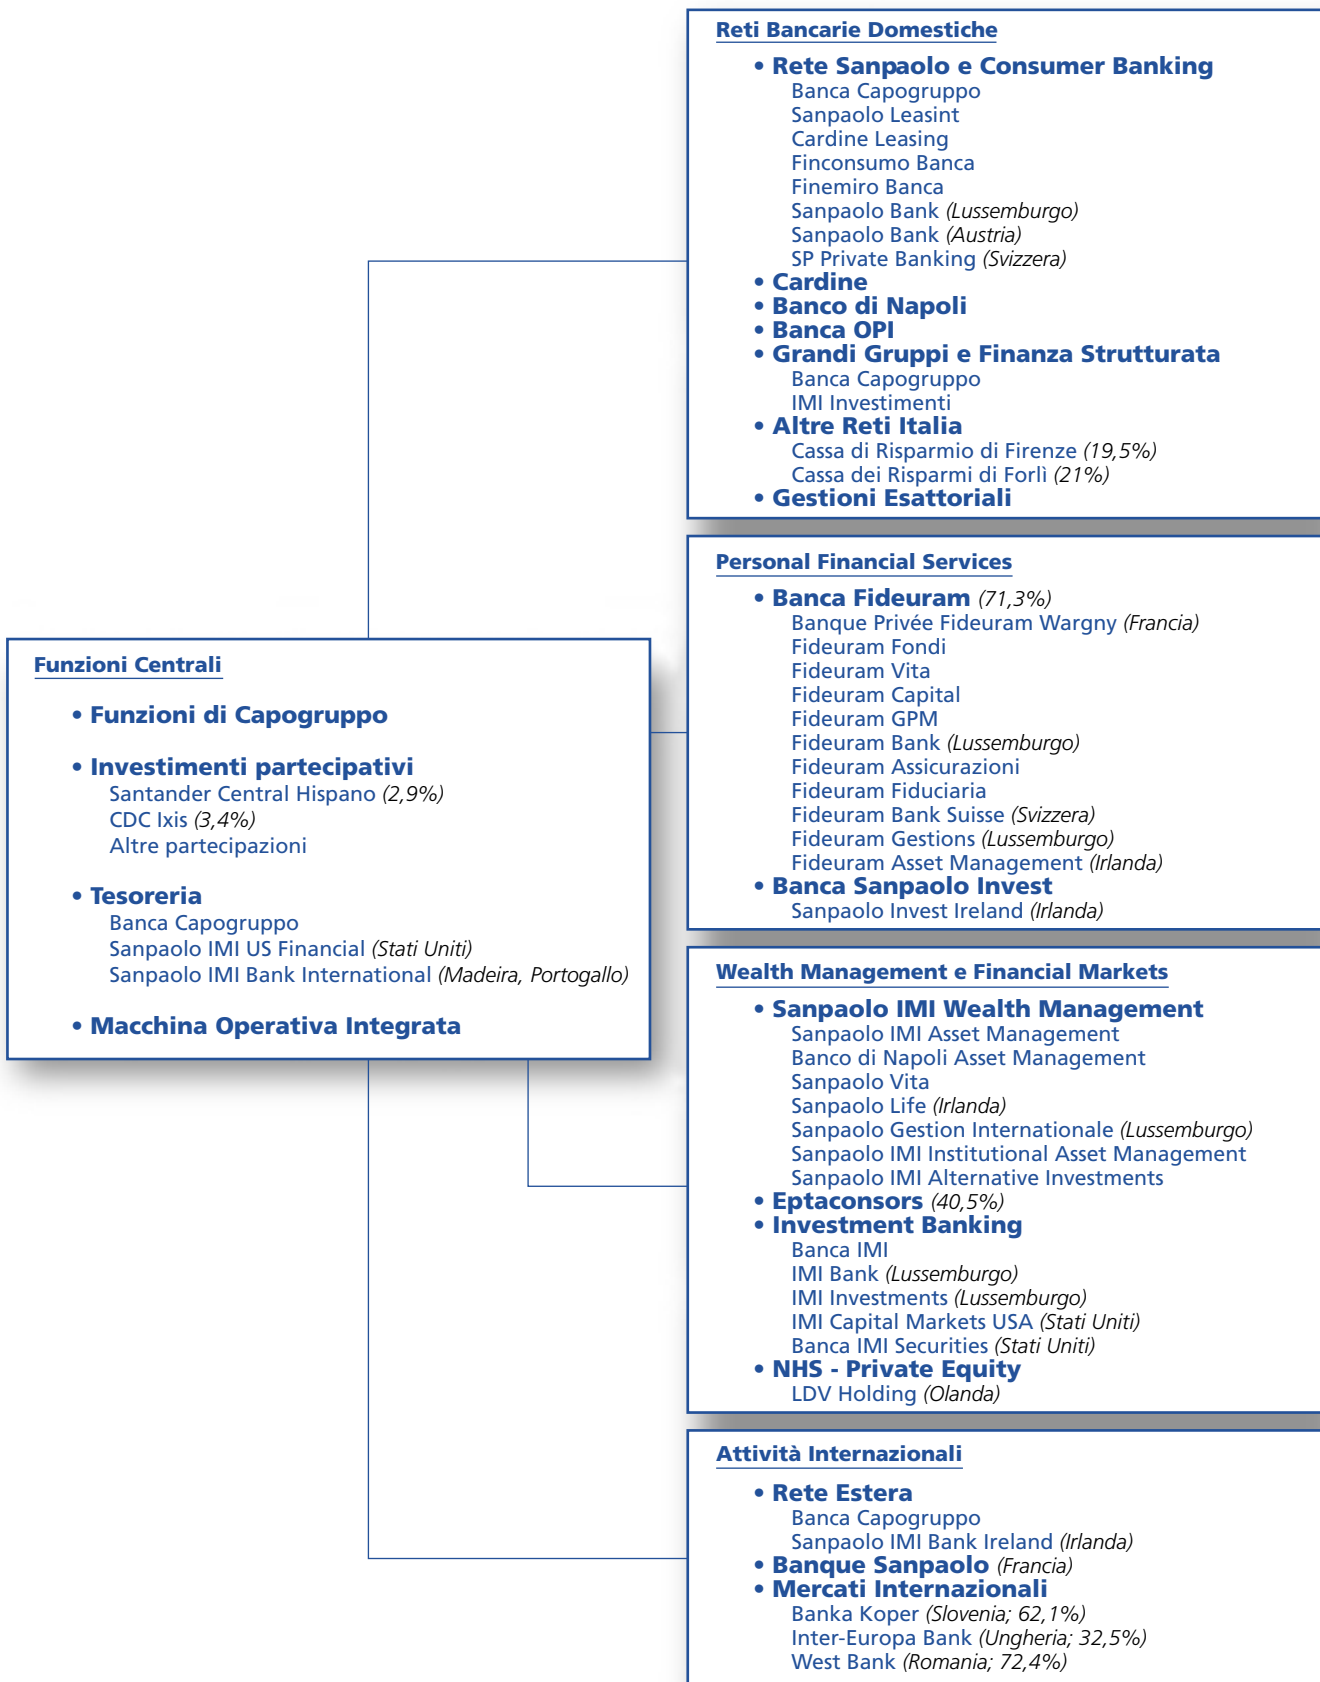 Reti Bancarie Domestiche
• Rete Sanpaolo e Consumer Banking
Banca Capogruppo
Sanpaolo Leasint
Cardine Leasing
Finconsumo Banca
Finemiro Banca
Sanpaolo Bank (Lussemburgo)
Sanpaolo Bank (Austria)
SP Private Banking (Svizzera)
• Cardine
• Banco di Napoli
• Banca OPI
• Grandi Gruppi e Finanza Strutturata
Banca Capogruppo
IMI Investimenti
• Altre Reti Italia
Cassa di Risparmio di Firenze (19,5%)
Cassa dei Risparmi di Forlì (21%)
• Gestioni Esattoriali
Personal Financial Services
• Banca Fideuram (71,3%)
Banque Privée Fideuram Wargny (Francia)
Fideuram Fondi
Fideuram Vita
Fideuram Capital
Fideuram GPM
Fideuram Bank (Lussemburgo)
Fideuram Assicurazioni
Fideuram Fiduciaria
Fideuram Bank Suisse (Svizzera)
Fideuram Gestions (Lussemburgo)
Fideuram Asset Management (Irlanda)
• Banca Sanpaolo Invest
Sanpaolo Invest Ireland (Irlanda)
Funzioni Centrali
• Funzioni di Capogruppo
• Investimenti partecipativi
Santander Central Hispano (2,9%)
CDC Ixis (3,4%)
Altre partecipazioni
• Tesoreria
Banca Capogruppo
Sanpaolo IMI US Financial (Stati Uniti)
Sanpaolo IMI Bank International (Madeira, Portogallo)
• Macchina Operativa Integrata
Wealth Management e Financial Markets
• Sanpaolo IMI Wealth Management
Sanpaolo IMI Asset Management
Banco di Napoli Asset Management
Sanpaolo Vita
Sanpaolo Life (Irlanda)
Sanpaolo Gestion Internationale (Lussemburgo)
Sanpaolo IMI Institutional Asset Management
Sanpaolo IMI Alternative Investments
• Eptaconsors (40,5%)
• Investment Banking
Banca IMI
IMI Bank (Lussemburgo)
IMI Investments (Lussemburgo)
IMI Capital Markets USA (Stati Uniti)
Banca IMI Securities (Stati Uniti)
• NHS - Private Equity
LDV Holding (Olanda)
Attività Internazionali
• Rete Estera
Banca Capogruppo
Sanpaolo IMI Bank Ireland (Irlanda)
• Banque Sanpaolo (Francia)
• Mercati Internazionali
Banka Koper (Slovenia; 62,1%)
Inter-Europa Bank (Ungheria; 32,5%)
West Bank (Romania; 72,4%)